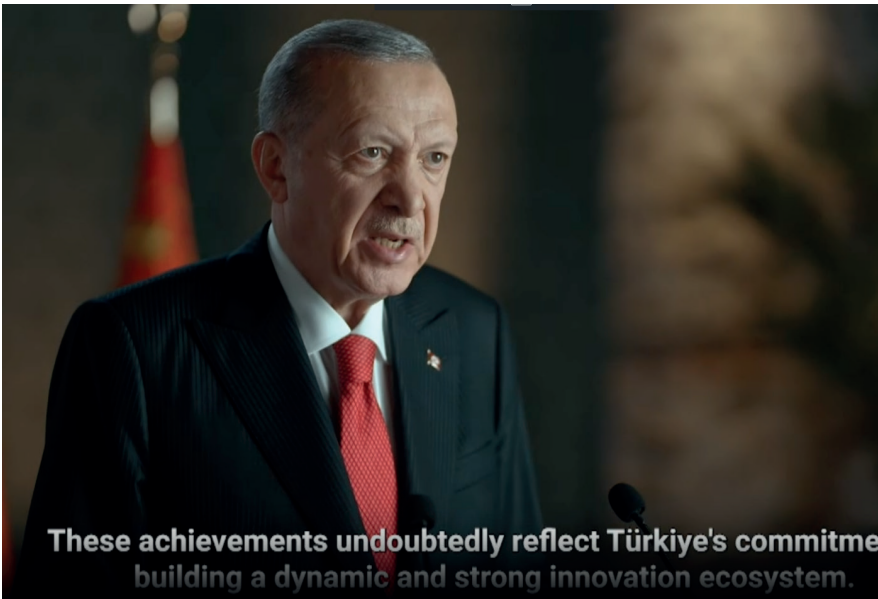 These achievements undoubtedly reflect Türkiye's commitme
building a dynamic and strong innovation ecosystem.